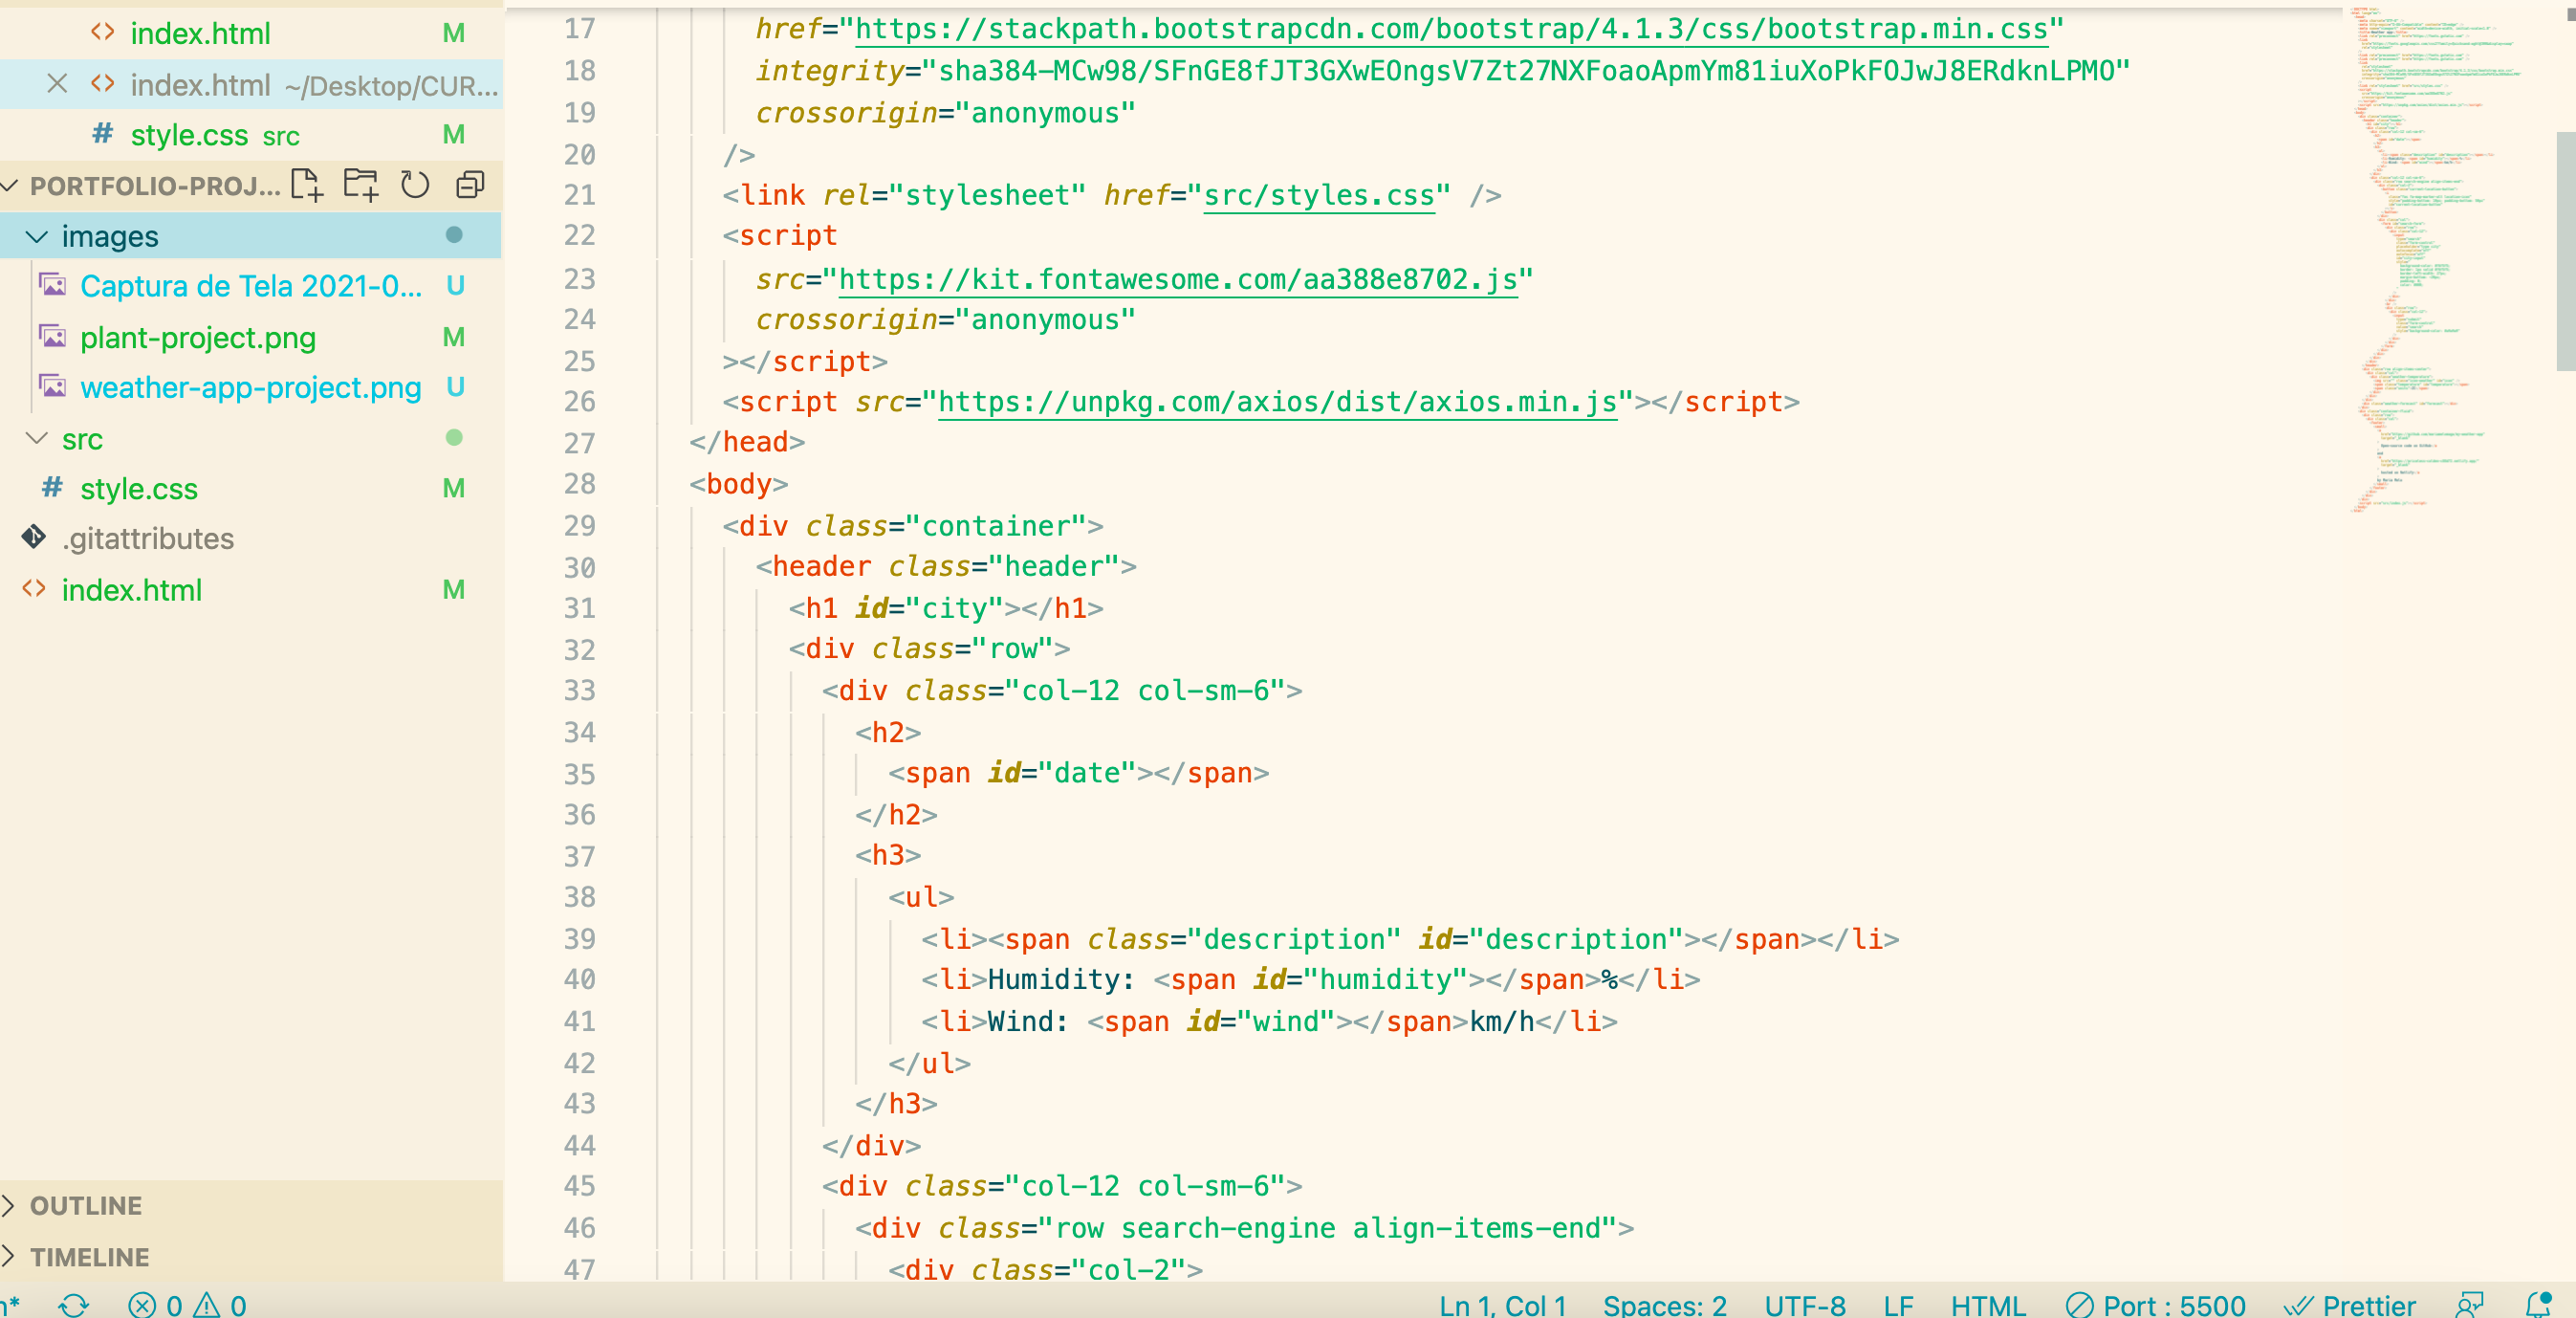 index.html M
index.html ~/Desktop/CUR...
style.css src M
PORTFOLIO-PROJ...
images
Captura de Tela 2021-0... U
plant-project.png M
weather-app-project.png U
src
style.css M
.gitattributes
index.html M
OUTLINE
TIMELINE
17 href="https://stackpath.bootstrapcdn.com/bootstrap/4.1.3/css/bootstrap.min.css"
18 integrity="sha384-MCw98/SFnGE8fJT3GXwEOngsV7Zt27NXFoaoApmYm81iuXoPkFOJwJ8ERdknLPMO"
19 crossorigin="anonymous"
20 />
21 <link rel="stylesheet" href="src/styles.css" />
22 <script
23 src="https://kit.fontawesome.com/aa388e8702.js"
24 crossorigin="anonymous"
25 ></script>
26 <script src="https://unpkg.com/axios/dist/axios.min.js"></script>
27 </head>
28 <body>
29 <div class="container">
30 <header class="header">
31 <h1 id="city"></h1>
32 <div class="row">
33 <div class="col-12 col-sm-6">
34 <h2>
35 <span id="date"></span>
36 </h2>
37 <h3>
38 <ul>
39 <li><span class="description" id="description"></span></li>
40 <li>Humidity: <span id="humidity"></span>%</li>
41 <li>Wind: <span id="wind"></span>km/h</li>
42 </ul>
43 </h3>
44 </div>
45 <div class="col-12 col-sm-6">
46 <div class="row search-engine align-items-end">
47 <div class="col-2">
n* 0 0 Ln 1, Col 1 Spaces: 2 UTF-8 LF HTML Port : 5500 Prettier